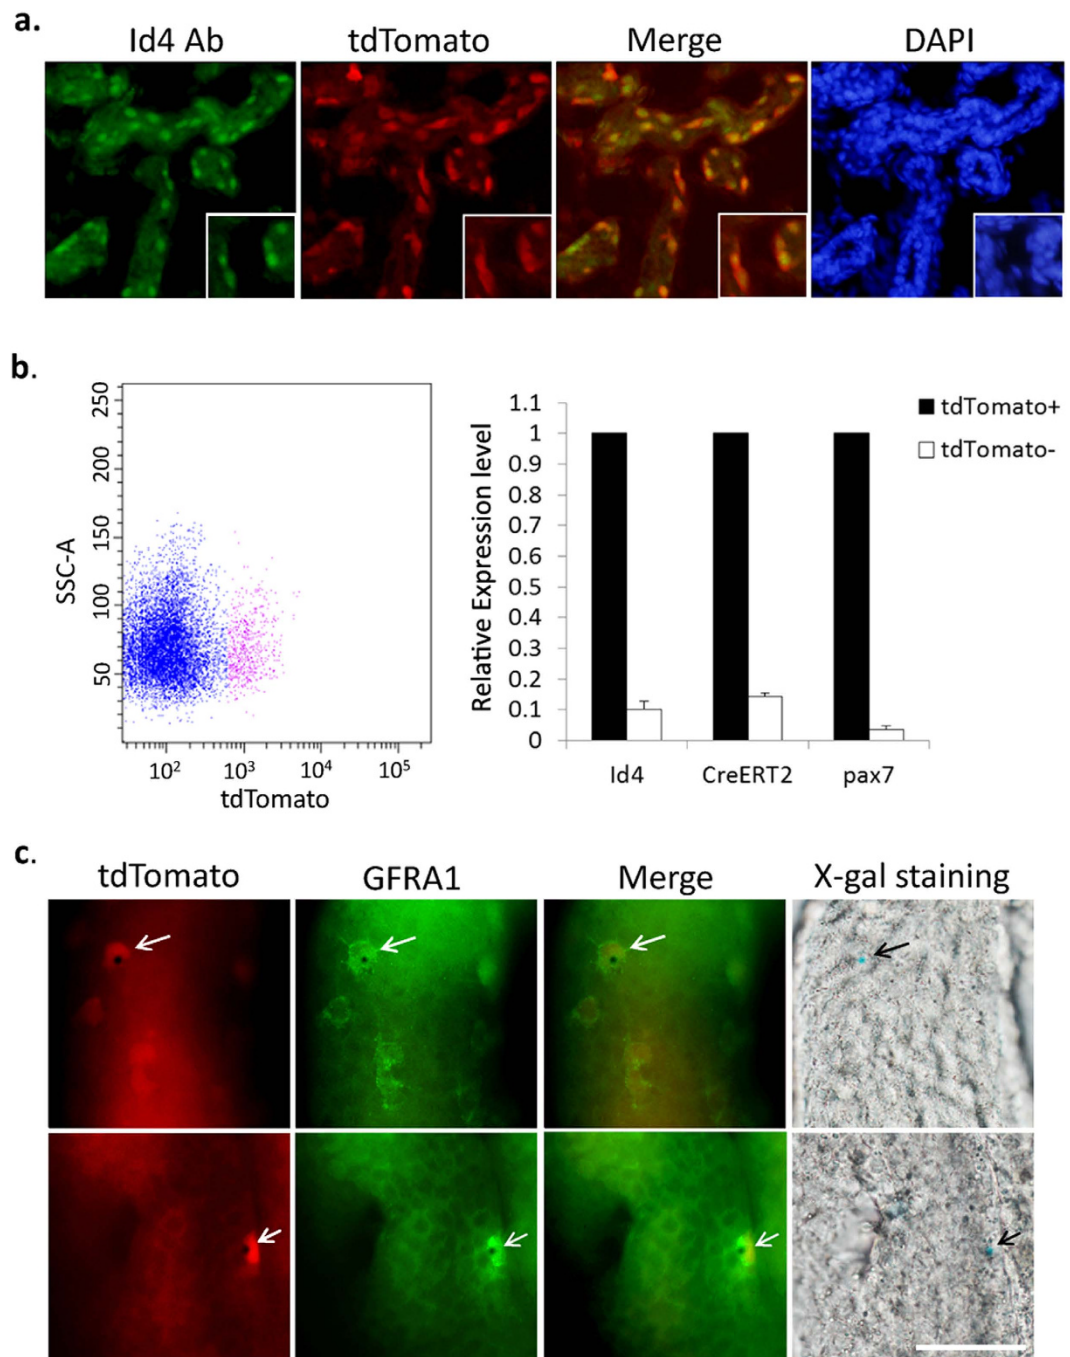 a.
Id4 Ab
tdTomato
Merge
DAPI
b.
250
200
150
100
50
SSC-A
10²
10³
10⁴
10⁵
tdTomato
1.1
1
0.9
0.8
0.7
0.6
0.5
0.4
0.3
0.2
0.1
0
Relative Expression level
Id4
CreERT2
pax7
tdTomato+
tdTomato-
c.
tdTomato
GFRA1
Merge
X-gal staining